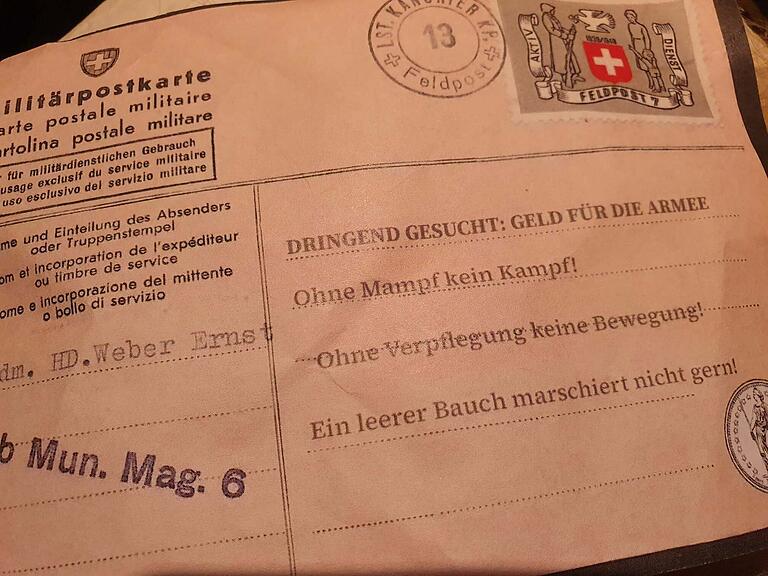 LST. KANONIER KP.
13
Feldpost
AKTIV
DIENST
1939/1940
FELDPOST 7
ilitärpostkarte
arte postale militaire
artolina postale militare
für militärdienstlichen Gebrauch
usage exclusif du service militaire
uso esclusivo del servizio militare
me und Einteilung des Absenders
oder Truppenstempel
om et incorporation de l'expéditeur
ou timbre de service
ome e incorporazione del mittente
o bollo di servizio
dm. HD.Weber Ernst
b Mun. Mag. 6
DRINGEND GESUCHT: GELD FÜR DIE ARMEE
Ohne Mampf kein Kampf!
Ohne Verpflegung keine Bewegung!
Ein leerer Bauch marschiert nicht gern!